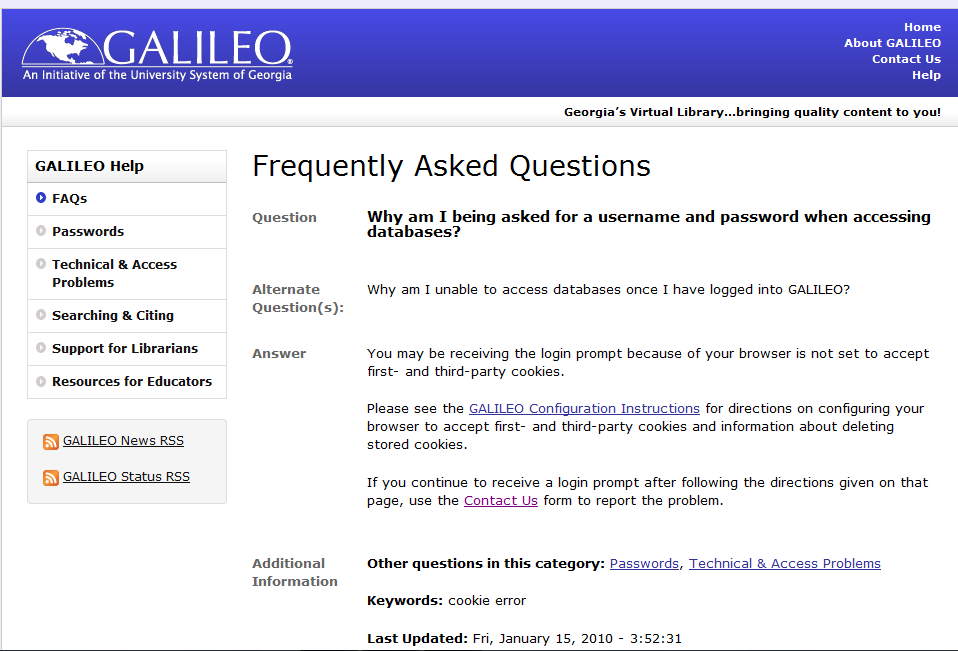 GALILEO®
An Initiative of the University System of Georgia
Home
About GALILEO
Contact Us
Help
Georgia's Virtual Library...bringing quality content to you!
GALILEO Help
FAQs
Passwords
Technical & Access
Problems
Searching & Citing
Support for Librarians
Resources for Educators
GALILEO News RSS
GALILEO Status RSS
Frequently Asked Questions
Question
Why am I being asked for a username and password when accessing
databases?
Alternate
Question(s):
Why am I unable to access databases once I have logged into GALILEO?
Answer
You may be receiving the login prompt because of your browser is not set to accept
first- and third-party cookies.
Please see the GALILEO Configuration Instructions for directions on configuring your
browser to accept first- and third-party cookies and information about deleting
stored cookies.
If you continue to receive a login prompt after following the directions given on that
page, use the Contact Us form to report the problem.
Additional
Information
Other questions in this category: Passwords, Technical & Access Problems
Keywords: cookie error
Last Updated: Fri, January 15, 2010 - 3:52:31